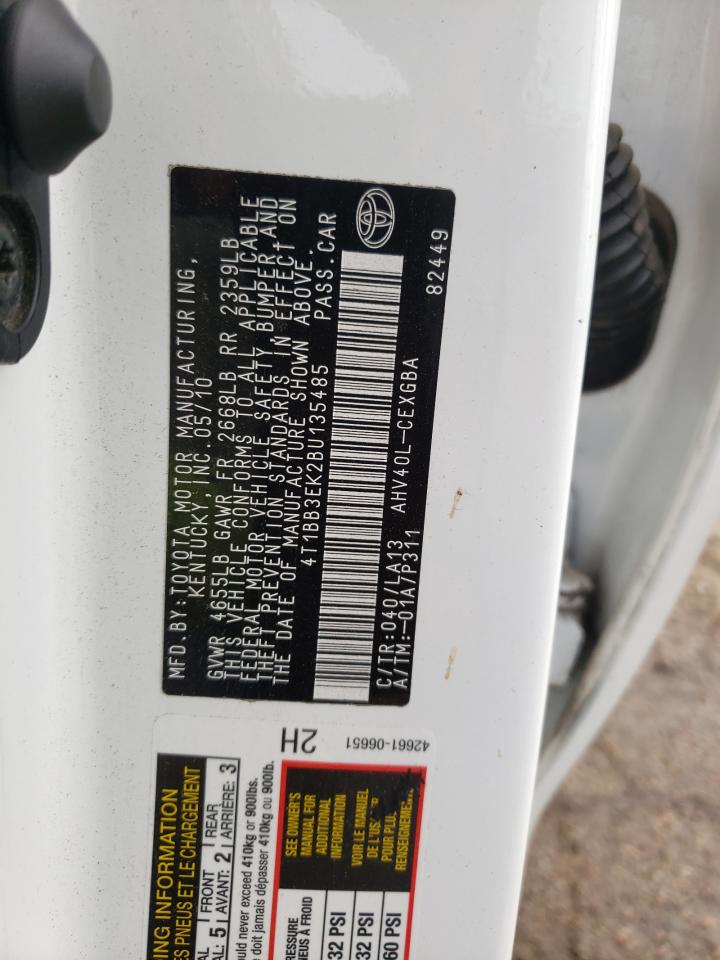 MFD.BY:TOYOTA MOTOR MANUFACTURING,
KENTUCKY,INC.05/10
GVWR 4655LB GAWR FR 2668LB RR 2359LB
THIS VEHICLE CONFORMS TO ALL APPLICABLE
FEDERAL MOTOR VEHICLE SAFETY,BUMPER,AND
THEFT PREVENTION STANDARDS IN EFFECT ON
THE DATE OF MANUFACTURE SHOWN ABOVE.
4T1BB3EK2BU135485 PASS.CAR
C/TR:040/LA13 AHV40L-CEXGBA
A/TM:-01A/P311 82449
2H
42661-06651
INFORMATION
PNEUS ET LE CHARGEMENT
FRONT REAR
5 AVANT: 2 ARRIÈRE: 3
never exceed 410kg or 900lbs.
doit jamais dépasser 410kg ou 900lb.
SEE OWNER'S
MANUAL FOR
ADDITIONAL
INFORMATION
VOIR LE MANUEL
POUR PLUS
RENSEIGNEMENTS
À FROID
32 PSI
32 PSI
60 PSI